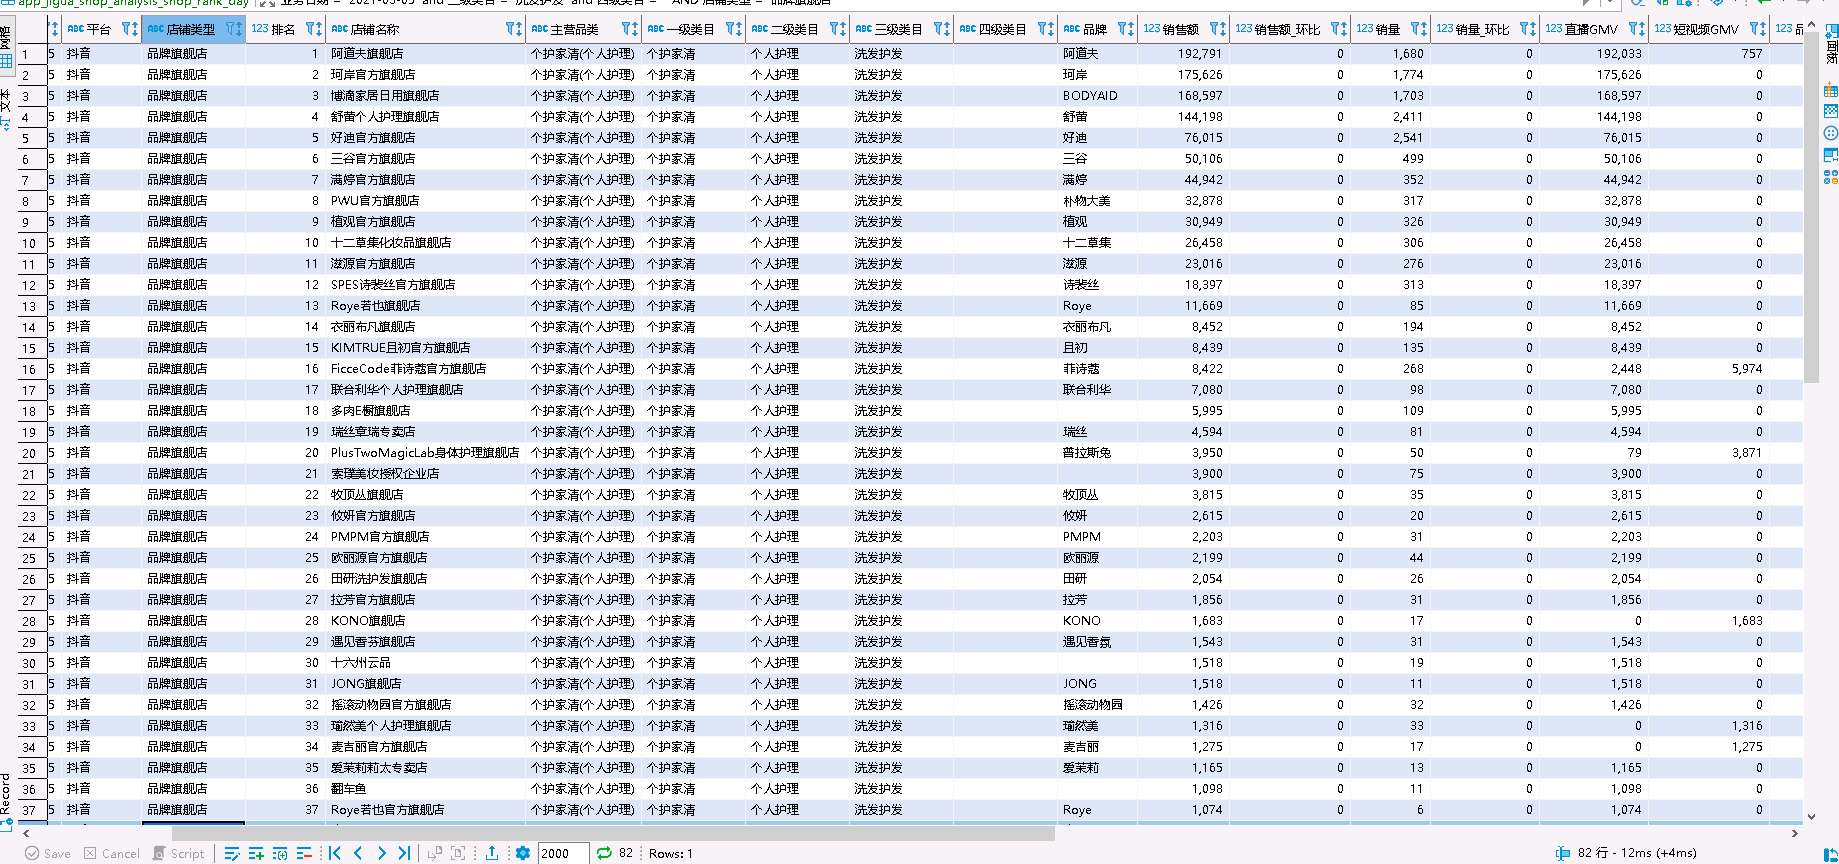 app_jigua_shop_analysis_shop_rank_day 业务日期 = '2021-03-05' and 三级类目 = '洗发护发' and 四级类目 = '' AND 店铺类型 = '品牌旗舰店'
ABC 平台 ABC 店铺类型 123 排名 ABC 店铺名称 ABC 主营品类 ABC 一级类目 ABC 二级类目 ABC 三级类目 ABC 四级类目 ABC 品牌 123 销售额 123 销售额_环比 123 销量 123 销量_环比 123 直播GMV 123 短视频GMV 123
1 5 抖音 品牌旗舰店 1 阿道夫旗舰店 个护家清(个人护理) 个护家清 个人护理 洗发护发 阿道夫 192,791 0 1,680 0 192,033 757
2 5 抖音 品牌旗舰店 2 珂岸官方旗舰店 个护家清(个人护理) 个护家清 个人护理 洗发护发 珂岸 175,626 0 1,774 0 175,626 0
3 5 抖音 品牌旗舰店 3 博滴家居日用旗舰店 个护家清(个人护理) 个护家清 个人护理 洗发护发 BODYAID 168,597 0 1,703 0 168,597 0
4 5 抖音 品牌旗舰店 4 舒蕾个人护理旗舰店 个护家清(个人护理) 个护家清 个人护理 洗发护发 舒蕾 144,198 0 2,411 0 144,198 0
5 5 抖音 品牌旗舰店 5 好迪官方旗舰店 个护家清(个人护理) 个护家清 个人护理 洗发护发 好迪 76,015 0 2,541 0 76,015 0
6 5 抖音 品牌旗舰店 6 三谷官方旗舰店 个护家清(个人护理) 个护家清 个人护理 洗发护发 三谷 50,106 0 499 0 50,106 0
7 5 抖音 品牌旗舰店 7 满婷官方旗舰店 个护家清(个人护理) 个护家清 个人护理 洗发护发 满婷 44,942 0 352 0 44,942 0
8 5 抖音 品牌旗舰店 8 PWU官方旗舰店 个护家清(个人护理) 个护家清 个人护理 洗发护发 朴物大美 32,878 0 317 0 32,878 0
9 5 抖音 品牌旗舰店 9 植观官方旗舰店 个护家清(个人护理) 个护家清 个人护理 洗发护发 植观 30,949 0 326 0 30,949 0
10 5 抖音 品牌旗舰店 10 十二草集化妆品旗舰店 个护家清(个人护理) 个护家清 个人护理 洗发护发 十二草集 26,458 0 306 0 26,458 0
11 5 抖音 品牌旗舰店 11 滋源官方旗舰店 个护家清(个人护理) 个护家清 个人护理 洗发护发 滋源 23,016 0 276 0 23,016 0
12 5 抖音 品牌旗舰店 12 SPES诗裴丝官方旗舰店 个护家清(个人护理) 个护家清 个人护理 洗发护发 诗裴丝 18,397 0 313 0 18,397 0
13 5 抖音 品牌旗舰店 13 Roye若也旗舰店 个护家清(个人护理) 个护家清 个人护理 洗发护发 Roye 11,669 0 85 0 11,669 0
14 5 抖音 品牌旗舰店 14 衣丽布凡旗舰店 个护家清(个人护理) 个护家清 个人护理 洗发护发 衣丽布凡 8,452 0 194 0 8,452 0
15 5 抖音 品牌旗舰店 15 KIMTRUE且初官方旗舰店 个护家清(个人护理) 个护家清 个人护理 洗发护发 且初 8,439 0 135 0 8,439 0
16 5 抖音 品牌旗舰店 16 FicceCode菲诗蔻官方旗舰店 个护家清(个人护理) 个护家清 个人护理 洗发护发 菲诗蔻 8,422 0 268 0 2,448 5,974
17 5 抖音 品牌旗舰店 17 联合利华个人护理旗舰店 个护家清(个人护理) 个护家清 个人护理 洗发护发 联合利华 7,080 0 98 0 7,080 0
18 5 抖音 品牌旗舰店 18 多肉E橱旗舰店 个护家清(个人护理) 个护家清 个人护理 洗发护发 5,995 0 109 0 5,995 0
19 5 抖音 品牌旗舰店 19 瑞丝章瑞专卖店 个护家清(个人护理) 个护家清 个人护理 洗发护发 瑞丝 4,594 0 81 0 4,594 0
20 5 抖音 品牌旗舰店 20 PlusTwoMagicLab身体护理旗舰店 个护家清(个人护理) 个护家清 个人护理 洗发护发 普拉斯兔 3,950 0 50 0 79 3,871
21 5 抖音 品牌旗舰店 21 索璞美妆授权企业店 个护家清(个人护理) 个护家清 个人护理 洗发护发 3,900 0 75 0 3,900 0
22 5 抖音 品牌旗舰店 22 牧顶丛旗舰店 个护家清(个人护理) 个护家清 个人护理 洗发护发 牧顶丛 3,815 0 35 0 3,815 0
23 5 抖音 品牌旗舰店 23 攸妍官方旗舰店 个护家清(个人护理) 个护家清 个人护理 洗发护发 攸妍 2,615 0 20 0 2,615 0
24 5 抖音 品牌旗舰店 24 PMPM官方旗舰店 个护家清(个人护理) 个护家清 个人护理 洗发护发 PMPM 2,203 0 31 0 2,203 0
25 5 抖音 品牌旗舰店 25 欧丽源官方旗舰店 个护家清(个人护理) 个护家清 个人护理 洗发护发 欧丽源 2,199 0 44 0 2,199 0
26 5 抖音 品牌旗舰店 26 田研洗护发旗舰店 个护家清(个人护理) 个护家清 个人护理 洗发护发 田研 2,054 0 26 0 2,054 0
27 5 抖音 品牌旗舰店 27 拉芳官方旗舰店 个护家清(个人护理) 个护家清 个人护理 洗发护发 拉芳 1,856 0 31 0 1,856 0
28 5 抖音 品牌旗舰店 28 KONO旗舰店 个护家清(个人护理) 个护家清 个人护理 洗发护发 KONO 1,683 0 17 0 0 1,683
29 5 抖音 品牌旗舰店 29 遇见香芬旗舰店 个护家清(个人护理) 个护家清 个人护理 洗发护发 遇见香氛 1,543 0 31 0 1,543 0
30 5 抖音 品牌旗舰店 30 十六州云品 个护家清(个人护理) 个护家清 个人护理 洗发护发 1,518 0 19 0 1,518 0
31 5 抖音 品牌旗舰店 31 JONG旗舰店 个护家清(个人护理) 个护家清 个人护理 洗发护发 JONG 1,518 0 11 0 1,518 0
32 5 抖音 品牌旗舰店 32 摇滚动物园官方旗舰店 个护家清(个人护理) 个护家清 个人护理 洗发护发 摇滚动物园 1,426 0 32 0 1,426 0
33 5 抖音 品牌旗舰店 33 瑜然美个人护理旗舰店 个护家清(个人护理) 个护家清 个人护理 洗发护发 瑜然美 1,316 0 33 0 0 1,316
34 5 抖音 品牌旗舰店 34 麦吉丽官方旗舰店 个护家清(个人护理) 个护家清 个人护理 洗发护发 麦吉丽 1,275 0 17 0 0 1,275
35 5 抖音 品牌旗舰店 35 爱茉莉莉太专卖店 个护家清(个人护理) 个护家清 个人护理 洗发护发 爱茉莉 1,165 0 13 0 1,165 0
36 5 抖音 品牌旗舰店 36 翻车鱼 个护家清(个人护理) 个护家清 个人护理 洗发护发 1,098 0 11 0 1,098 0
37 5 抖音 品牌旗舰店 37 Roye若也官方旗舰店 个护家清(个人护理) 个护家清 个人护理 洗发护发 Roye 1,074 0 6 0 1,074 0
网格
文本
Record
面板
Save Cancel Script 2000 82 Rows: 1 82 行 - 12ms (+4ms)